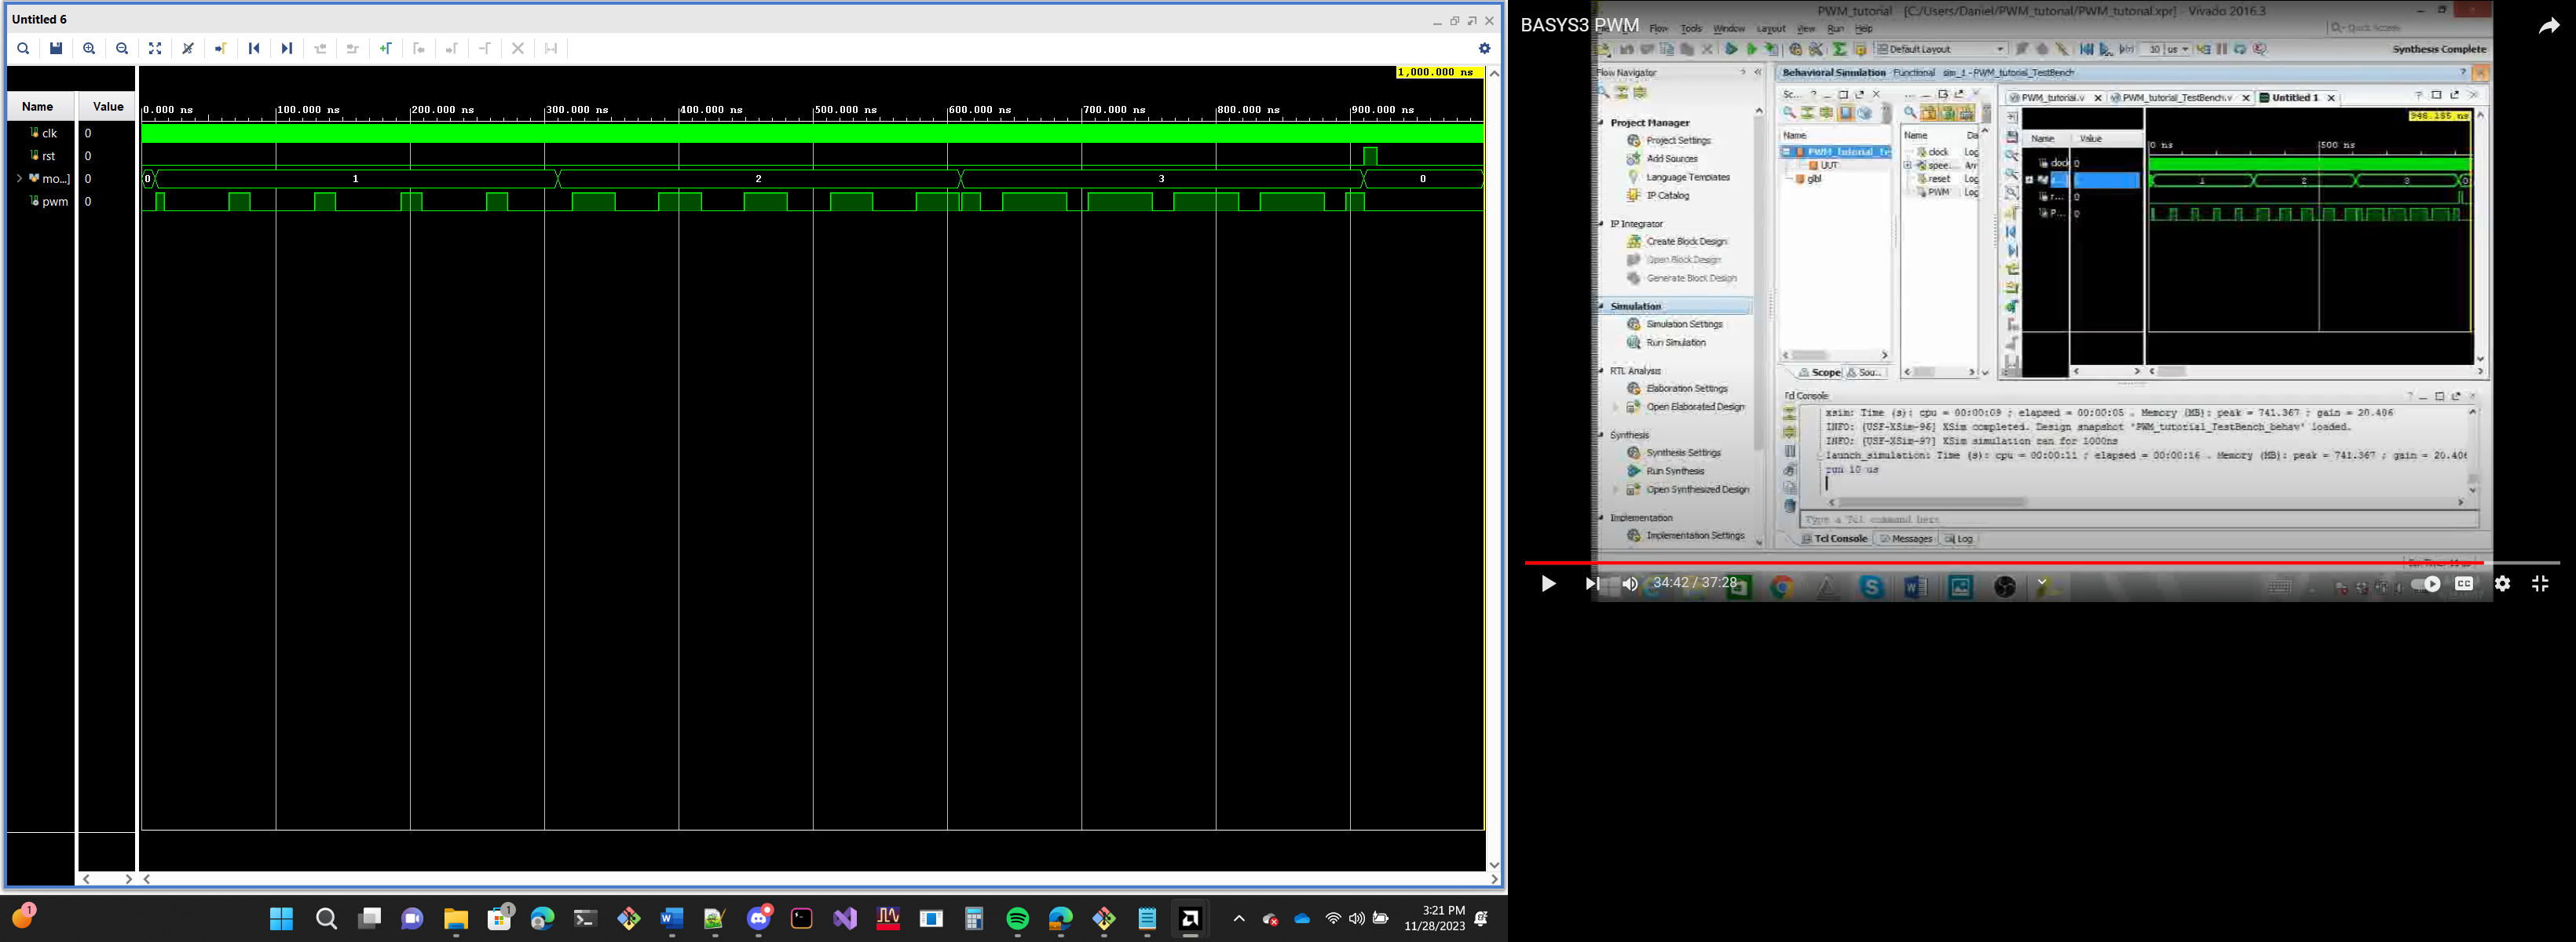 Untitled 6
1,000.000 ns
Name Value
0.000 ns 100.000 ns 200.000 ns 300.000 ns 400.000 ns 500.000 ns 600.000 ns 700.000 ns 800.000 ns 900.000 ns
clk 0
rst 0
mo...] 0 0 1 2 3 0
pwm 0
3:21 PM
11/28/2023
BASYS3 PWM
PWM_tutorial - [C:/Users/Daniel/PWM_tutorial/PWM_tutorial.xpr] - Vivado 2016.3
Flow Tools Window Layout View Run Help
Quick Access
Default Layout 10 us Synthesis Complete
Flow Navigator
Behavioral Simulation - Functional - sim_1 - PWM_tutorial_TestBench
Project Manager
Project Settings
Add Sources
Language Templates
IP Catalog
IP Integrator
Create Block Design
Open Block Design
Generate Block Design
Simulation
Simulation Settings
Run Simulation
RTL Analysis
Elaboration Settings
Open Elaborated Design
Synthesis
Synthesis Settings
Run Synthesis
Open Synthesized Design
Implementation
Implementation Settings
Sc...
Name
PWM_tutorial_Te
UUT
glbl
Scope Sou...
Name Da
clock Log
spee... Arr
reset Log
PWM Log
PWM_tutorial.v PWM_tutorial_TestBench.v Untitled 1
948.155 ns
Name Value
0 ns 500 ns
clock 0
1 2 3 0
r... 0
P... 0
Tcl Console
xsim: Time (s): cpu = 00:00:09 ; elapsed = 00:00:05 . Memory (MB): peak = 741.367 ; gain = 20.406
INFO: [USF-XSim-96] XSim completed. Design snapshot 'PWM_tutorial_TestBench_behav' loaded.
INFO: [USF-XSim-97] XSim simulation ran for 1000ns
launch_simulation: Time (s): cpu = 00:00:11 ; elapsed = 00:00:16 . Memory (MB): peak = 741.367 ; gain = 20.406
run 10 us
Type a Tcl command here
Tcl Console Messages Log
34:42 / 37:28